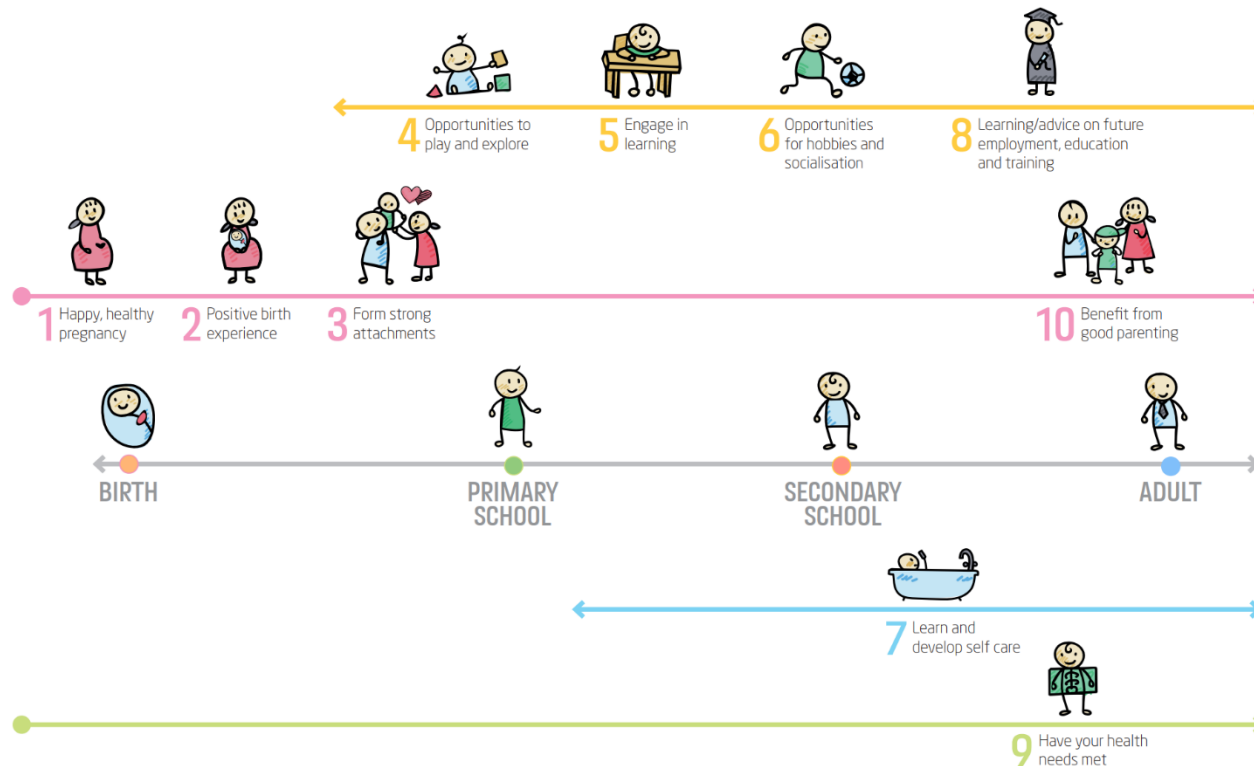 4 Opportunities to
play and explore
5 Engage in
learning
6 Opportunities
for hobbies and
socialisation
8 Learning/advice on future
employment, education
and training
1 Happy, healthy
pregnancy
2 Positive birth
experience
3 Form strong
attachments
10 Benefit from
good parenting
BIRTH
PRIMARY
SCHOOL
SECONDARY
SCHOOL
ADULT
7 Learn and
develop self care
9 Have your health
needs met